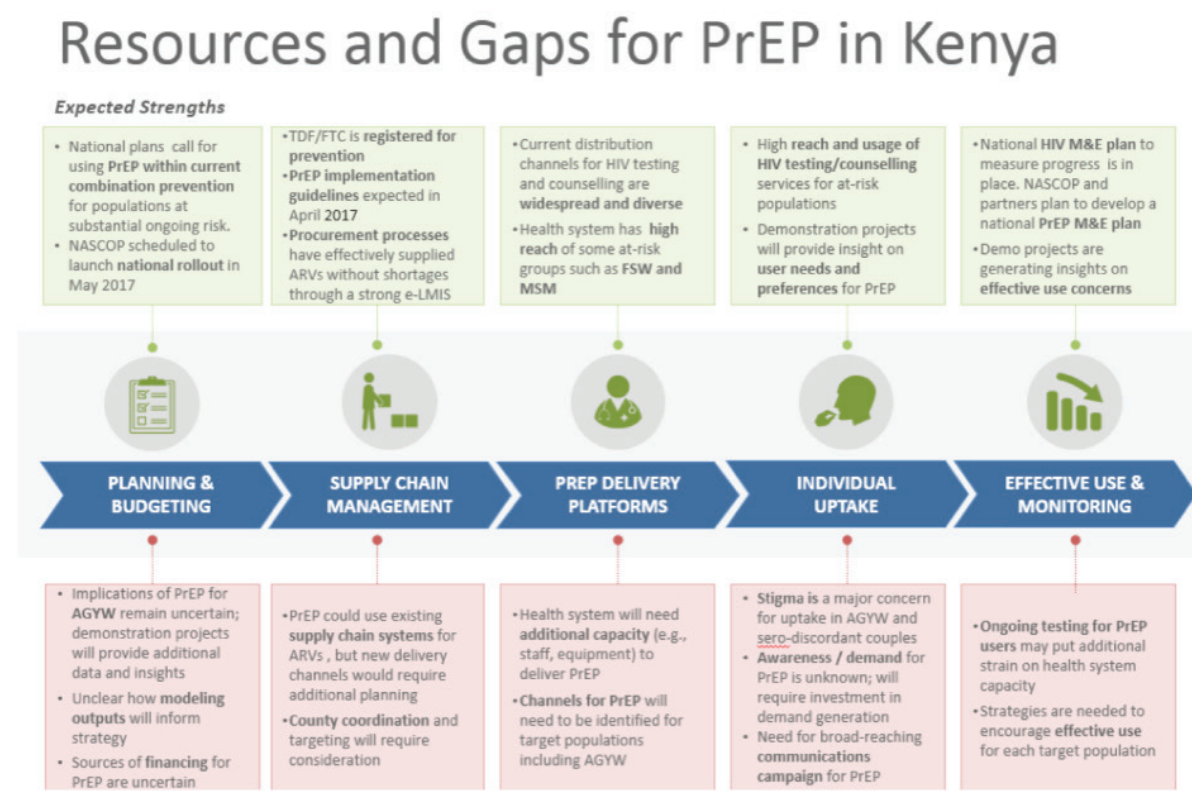 Resources and Gaps for PrEP in Kenya
Expected Strengths
• National plans call for
using PrEP within current
combination prevention
for populations at
substantial ongoing risk.
• NASCOP scheduled to
launch national rollout in
May 2017
•TDF/FTC is registered for
prevention
•PrEP implementation
guidelines expected in
April 2017
•Procurement processes
have effectively supplied
ARVs without shortages
through a strong e-LMIS
•Current distribution
channels for HIV testing
and counselling are
widespread and diverse
•Health system has high
reach of some at-risk
groups such as FSW and
MSM
• High reach and usage of
HIV testing/counselling
services for at-risk
populations
• Demonstration projects
will provide insight on
user needs and
preferences for PrEP
•National HIV M&E plan to
measure progress is in
place. NASCOP and
partners plan to develop a
national PrEP M&E plan
•Demo projects are
generating insights on
effective use concerns
PLANNING &
BUDGETING
SUPPLY CHAIN
MANAGEMENT
PREP DELIVERY
PLATFORMS
INDIVIDUAL
UPTAKE
EFFECTIVE USE &
MONITORING
• Implications of PrEP for
AGYW remain uncertain;
demonstration projects
will provide additional
data and insights
• Unclear how modeling
outputs will inform
strategy
• Sources of financing for
PrEP are uncertain
•PrEP could use existing
supply chain systems for
ARVs , but new delivery
channels would require
additional planning
•County coordination and
targeting will require
consideration
•Health system will need
additional capacity (e.g.,
staff, equipment) to
deliver PrEP
•Channels for PrEP will
need to be identified for
target populations
including AGYW
• Stigma is a major concern
for uptake in AGYW and
sero-discordant couples
• Awareness / demand for
PrEP is unknown; will
require investment in
demand generation
• Need for broad-reaching
communications
campaign for PrEP
•Ongoing testing for PrEP
users may put additional
strain on health system
capacity
•Strategies are needed to
encourage effective use
for each target population